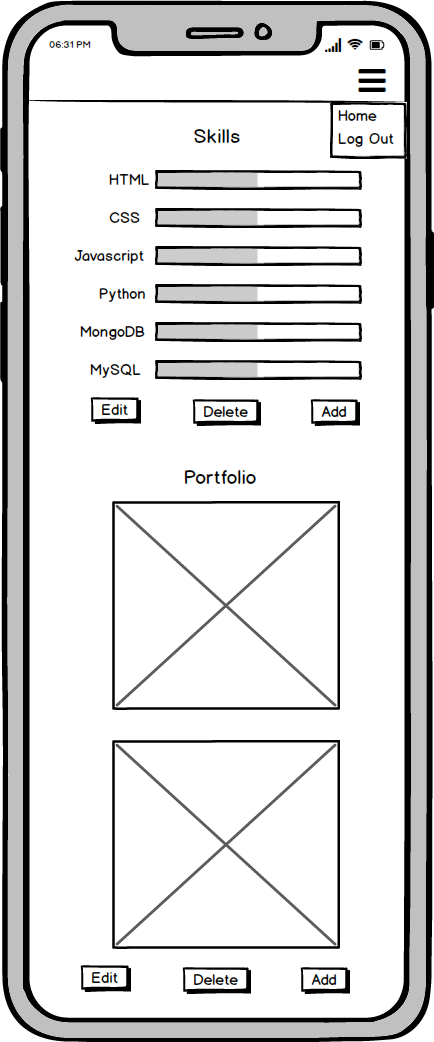 06:31 PM
Home
Log Out
Skills
HTML
CSS
Javascript
Python
MongoDB
MySQL
Edit Delete Add
Portfolio
Edit Delete Add